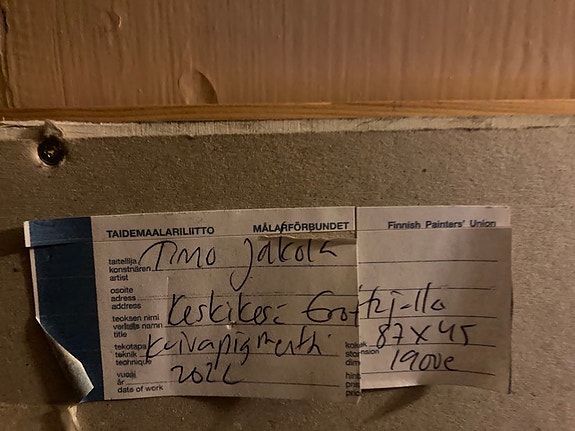 TAIDEMAALARILIITTO MÅLARFÖRBUNDET Finnish Painters' Union
taiteilija
konstnären
artist
Timo Jakola
osoite
adress
address
teoksen nimi
verkets namn
title
Keskikesä
tekotapa
teknik
technique
Kuivapigmentti
87 x 45
vuosi
år
date of work
2022
190